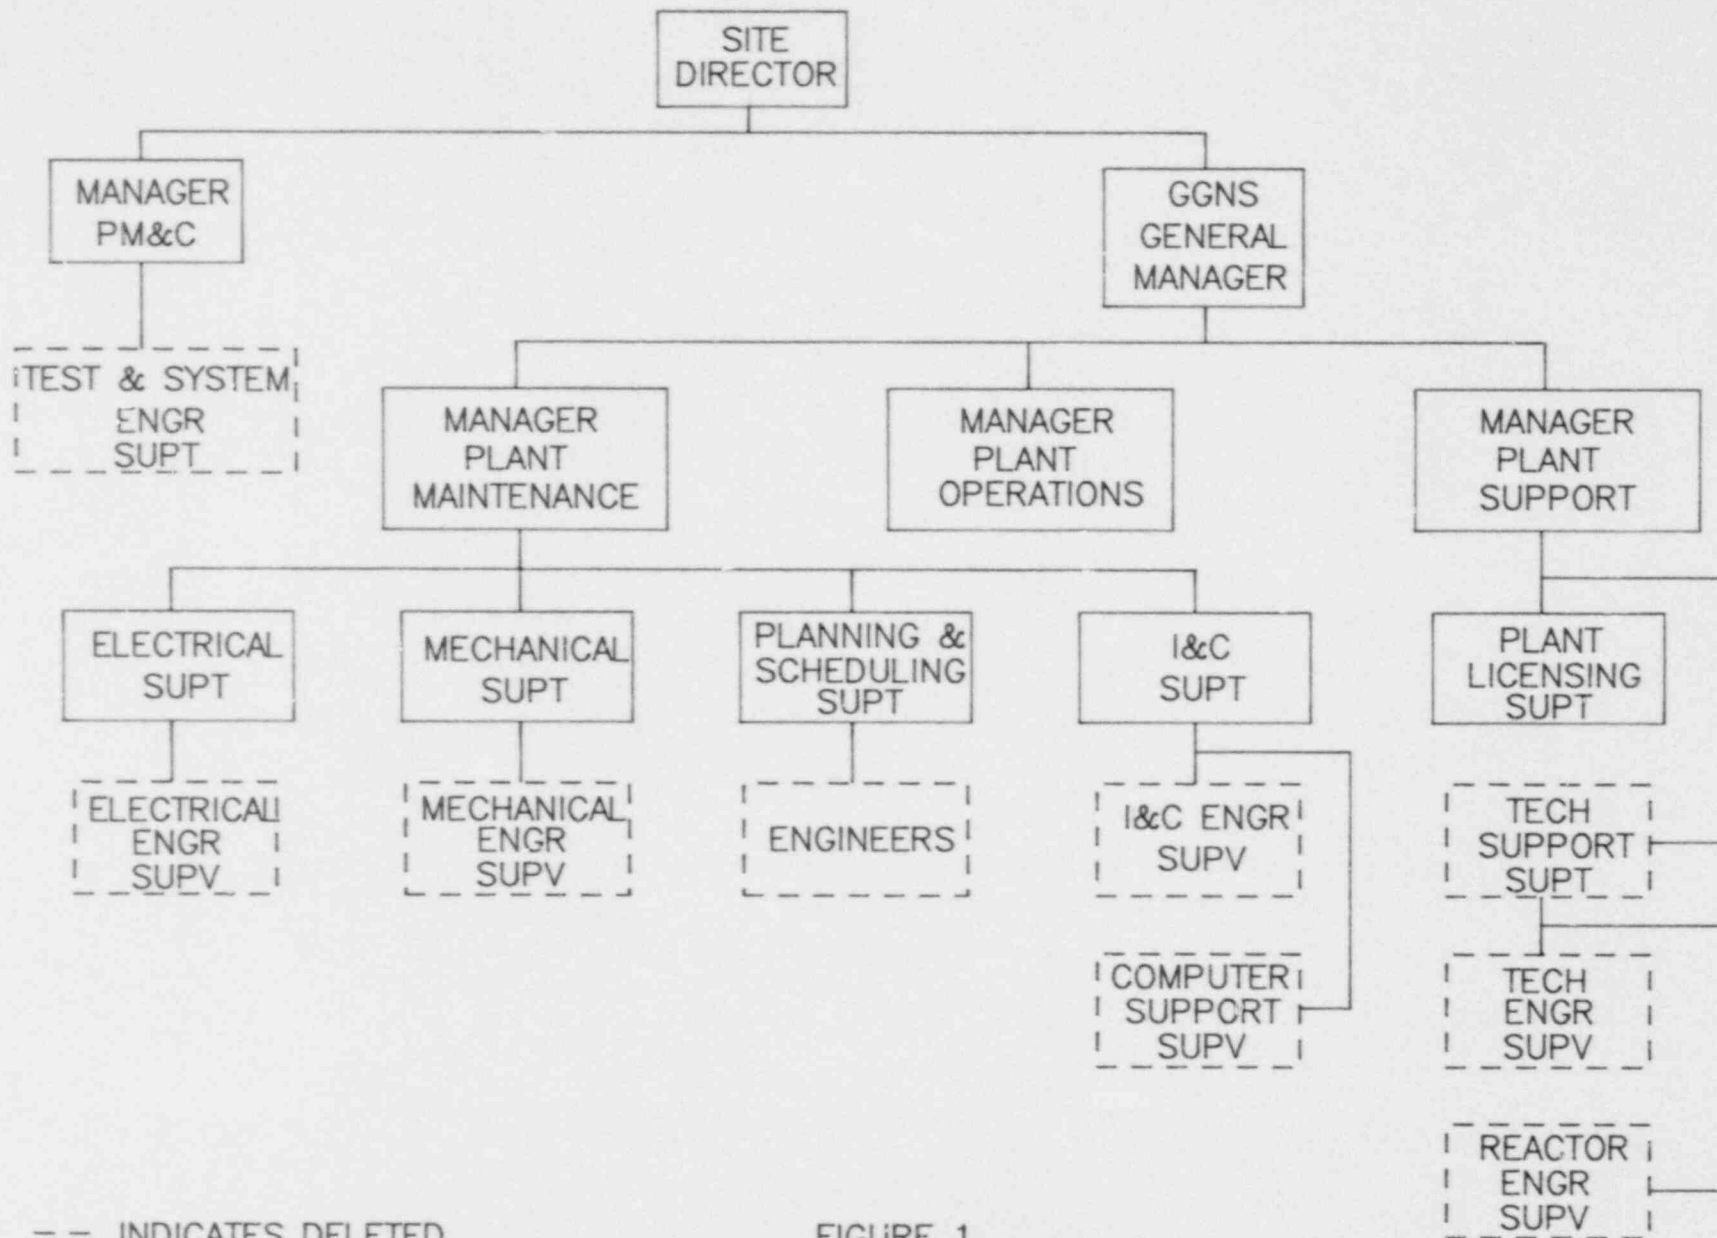 SITE
DIRECTOR
MANAGER
PM&C
GGNS
GENERAL
MANAGER
TEST & SYSTEM
ENGR
SUPT
MANAGER
PLANT
MAINTENANCE
MANAGER
PLANT
OPERATIONS
MANAGER
PLANT
SUPPORT
ELECTRICAL
SUPT
MECHANICAL
SUPT
PLANNING &
SCHEDULING
SUPT
I&C
SUPT
PLANT
LICENSING
SUPT
ELECTRICAL
ENGR
SUPV
MECHANICAL
ENGR
SUPV
ENGINEERS
I&C ENGR
SUPV
TECH
SUPPORT
SUPT
COMPUTER
SUPPORT
SUPV
TECH
ENGR
SUPV
REACTOR
ENGR
SUPV
-- INDICATES DELETED
FIGURE 1